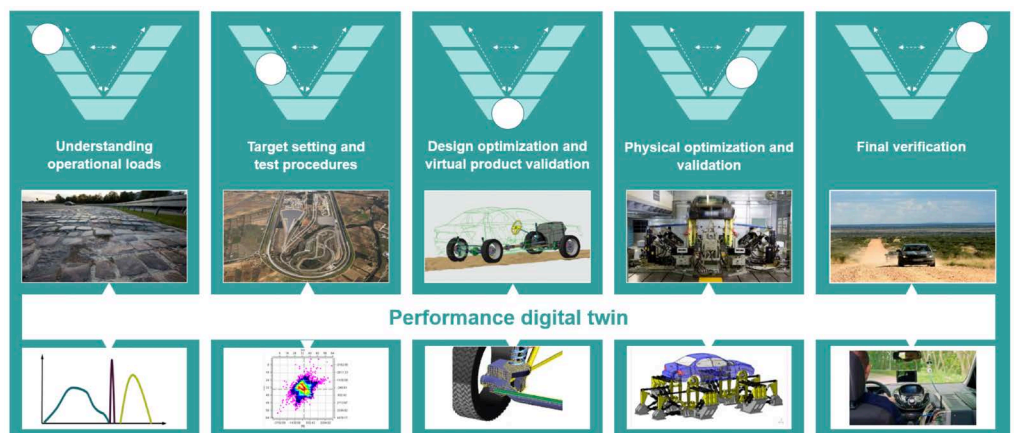 Understanding
operational loads
Target setting and
test procedures
Design optimization and
virtual product validation
Physical optimization and
validation
Final verification
Performance digital twin